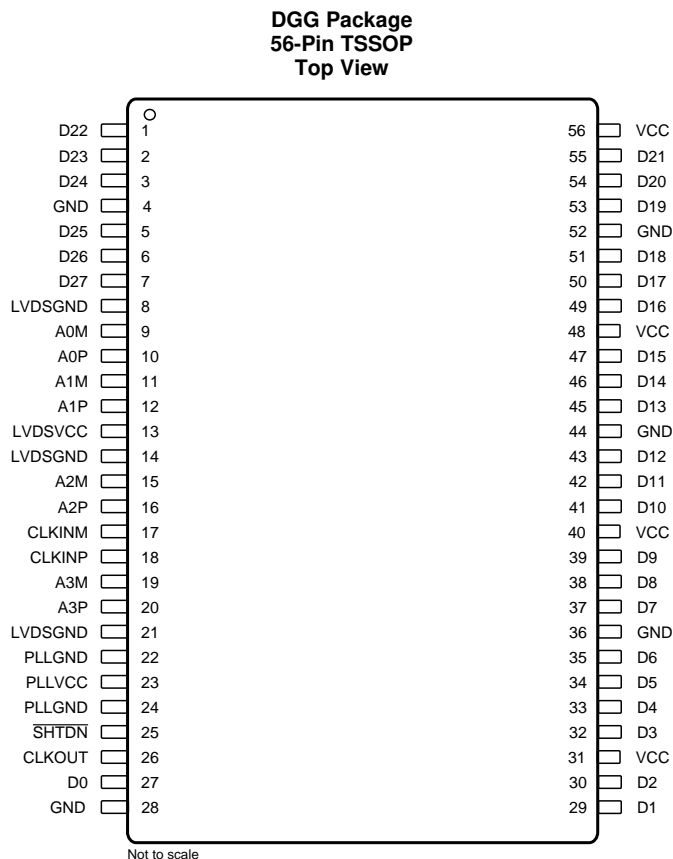 DGG Package
56-Pin TSSOP
Top View
D22 1 56 VCC
D23 2 55 D21
D24 3 54 D20
GND 4 53 D19
D25 5 52 GND
D26 6 51 D18
D27 7 50 D17
LVDSGND 8 49 D16
A0M 9 48 VCC
A0P 10 47 D15
A1M 11 46 D14
A1P 12 45 D13
LVDSVCC 13 44 GND
LVDSGND 14 43 D12
A2M 15 42 D11
A2P 16 41 D10
CLKINM 17 40 VCC
CLKINP 18 39 D9
A3M 19 38 D8
A3P 20 37 D7
LVDSGND 21 36 GND
PLLGND 22 35 D6
PLLVCC 23 34 D5
PLLGND 24 33 D4
SHTDN 25 32 D3
CLKOUT 26 31 VCC
D0 27 30 D2
GND 28 29 D1
Not to scale